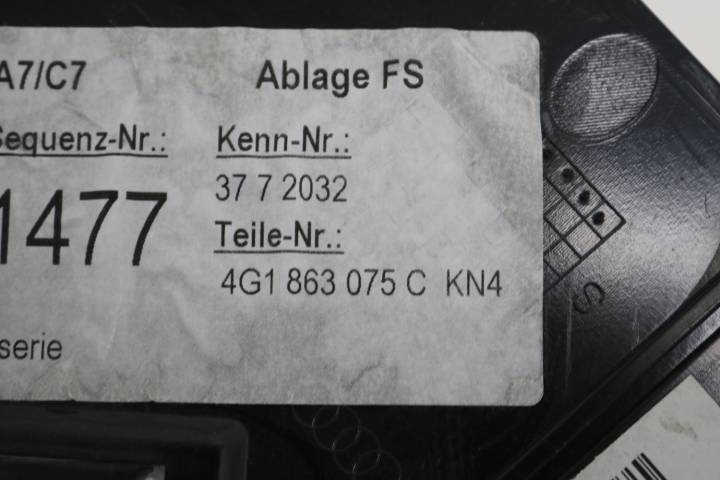 A7/C7 Ablage FS
Sequenz-Nr.: Kenn-Nr.:
1477 37 7 2032
Teile-Nr.:
4G1 863 075 C KN4
serie
S